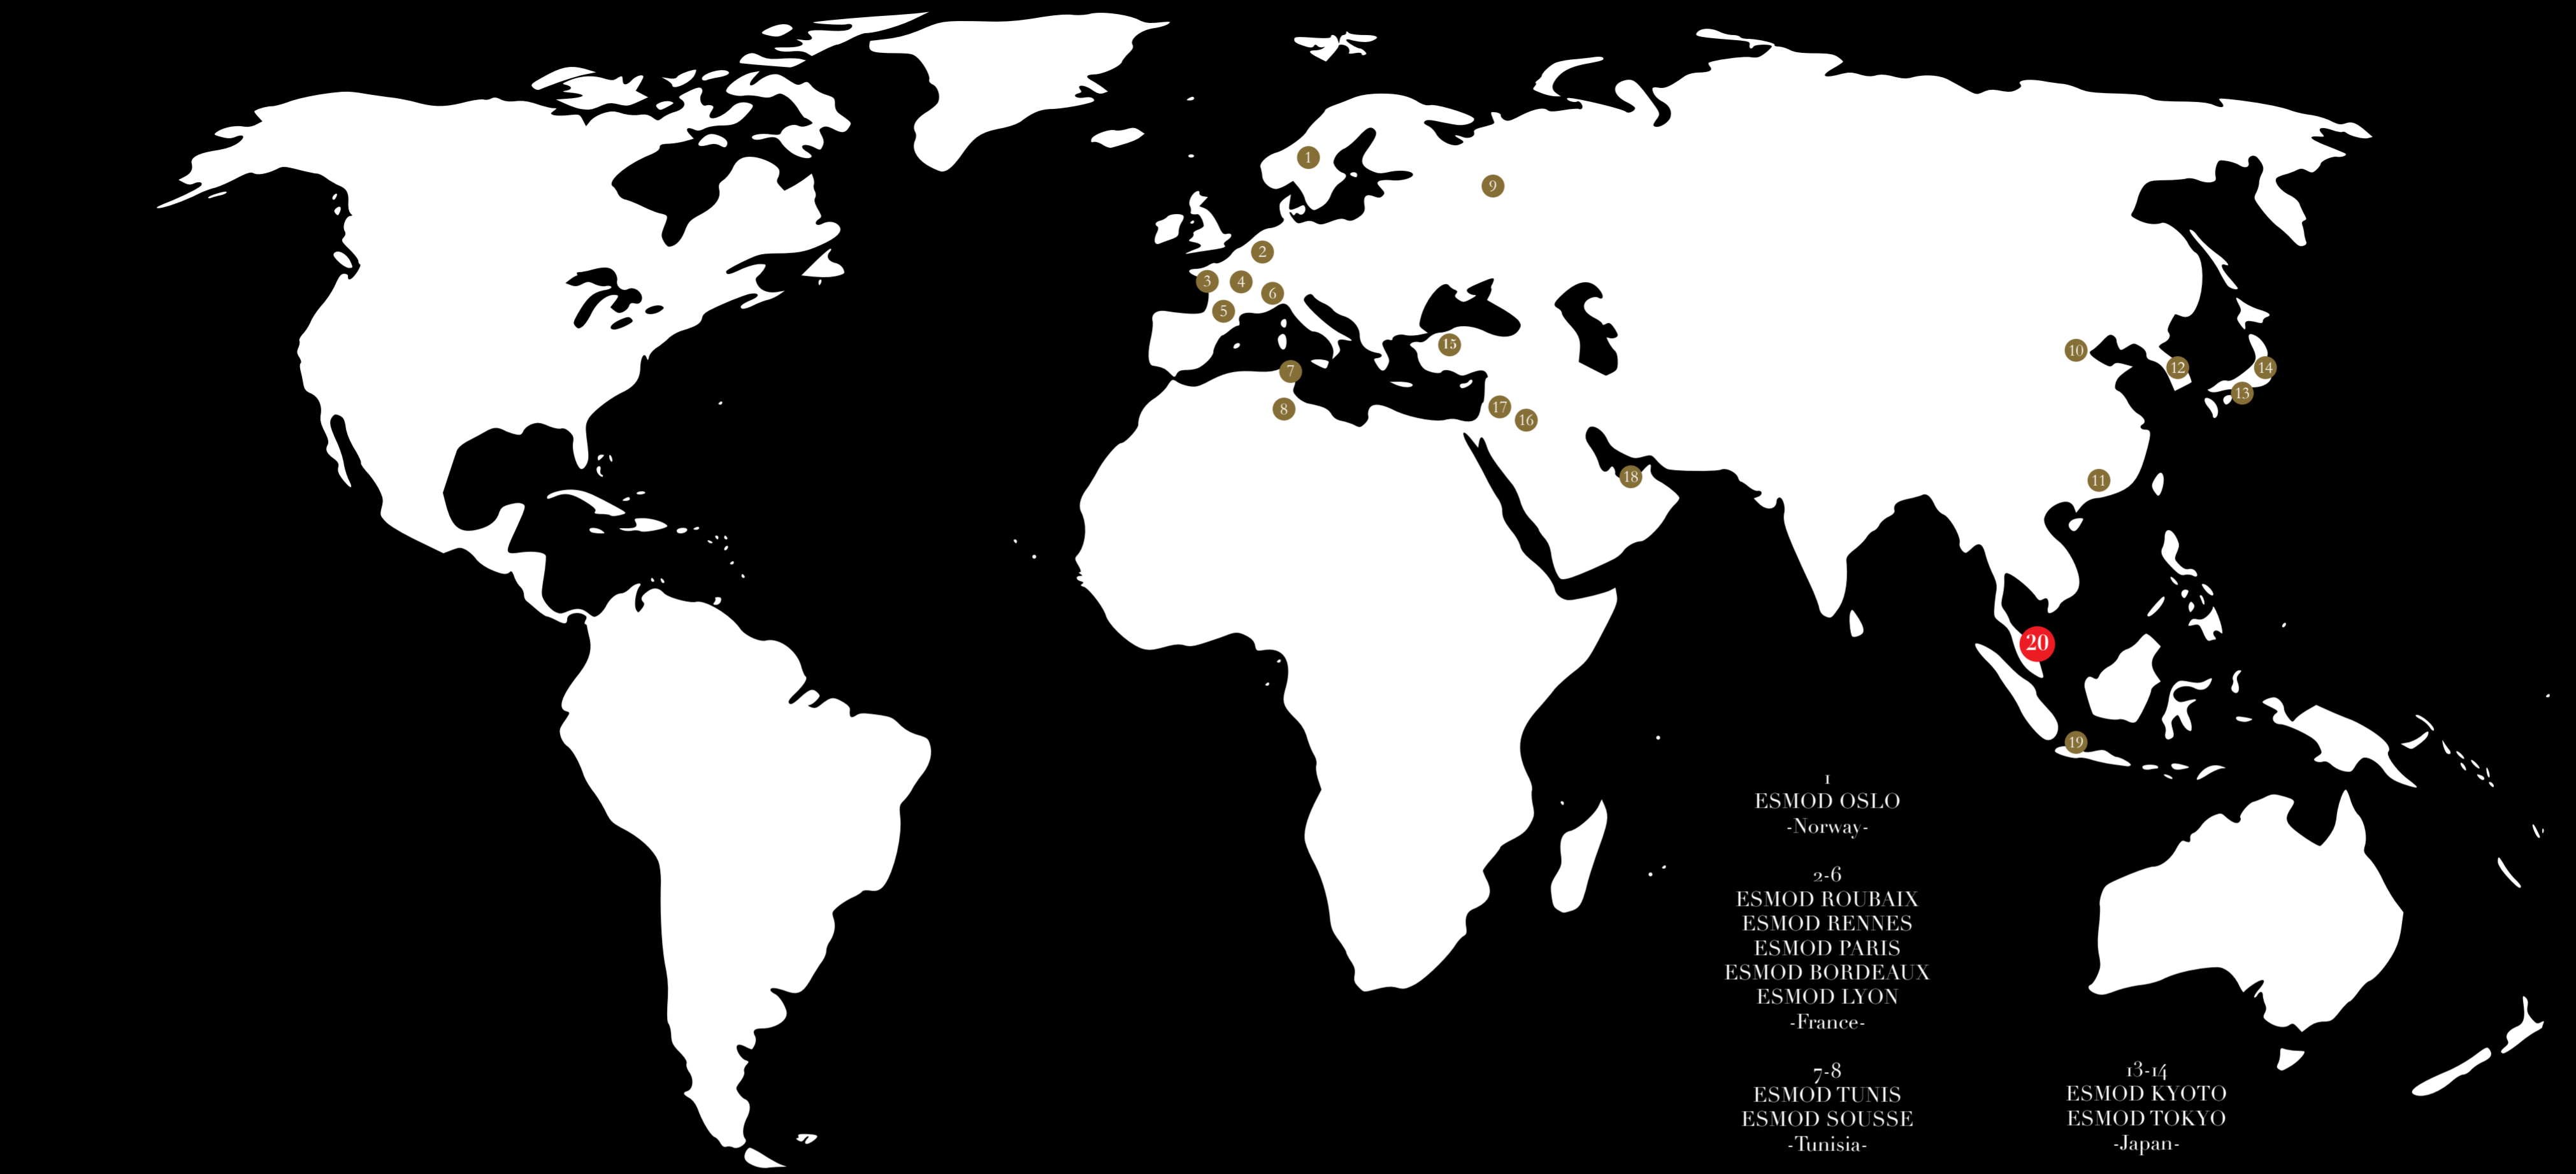 1
9
2
3
4
6
5
15
10
12
14
7
13
8
17
16
18
11
20
19
1
ESMOD OSLO
-Norway-
2-6
ESMOD ROUBAIX
ESMOD RENNES
ESMOD PARIS
ESMOD BORDEAUX
ESMOD LYON
-France-
7-8
ESMOD TUNIS
ESMOD SOUSSE
-Tunisia-
13-14
ESMOD KYOTO
ESMOD TOKYO
-Japan-